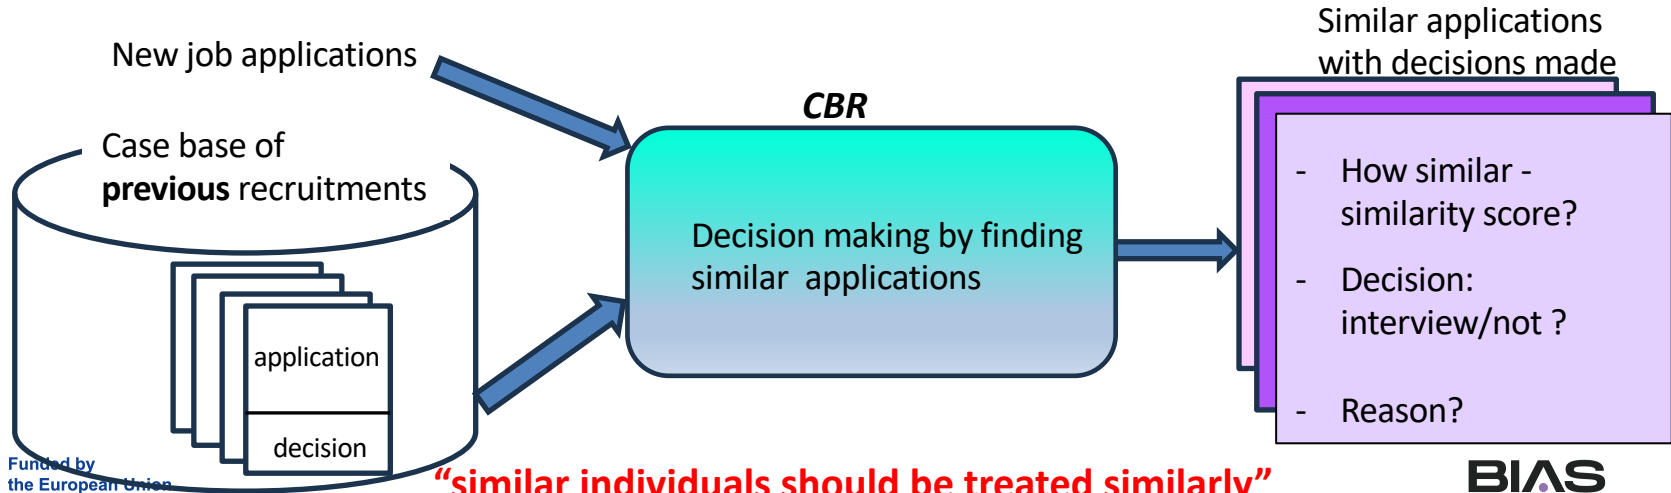 New job applications
Case base of
previous recruitments
application
decision
CBR
Decision making by finding
similar applications
Similar applications
with decisions made
- How similar -
similarity score?
- Decision:
interview/not ?
- Reason?
Funded by
the European Union
“similar individuals should be treated similarly”
BIAS